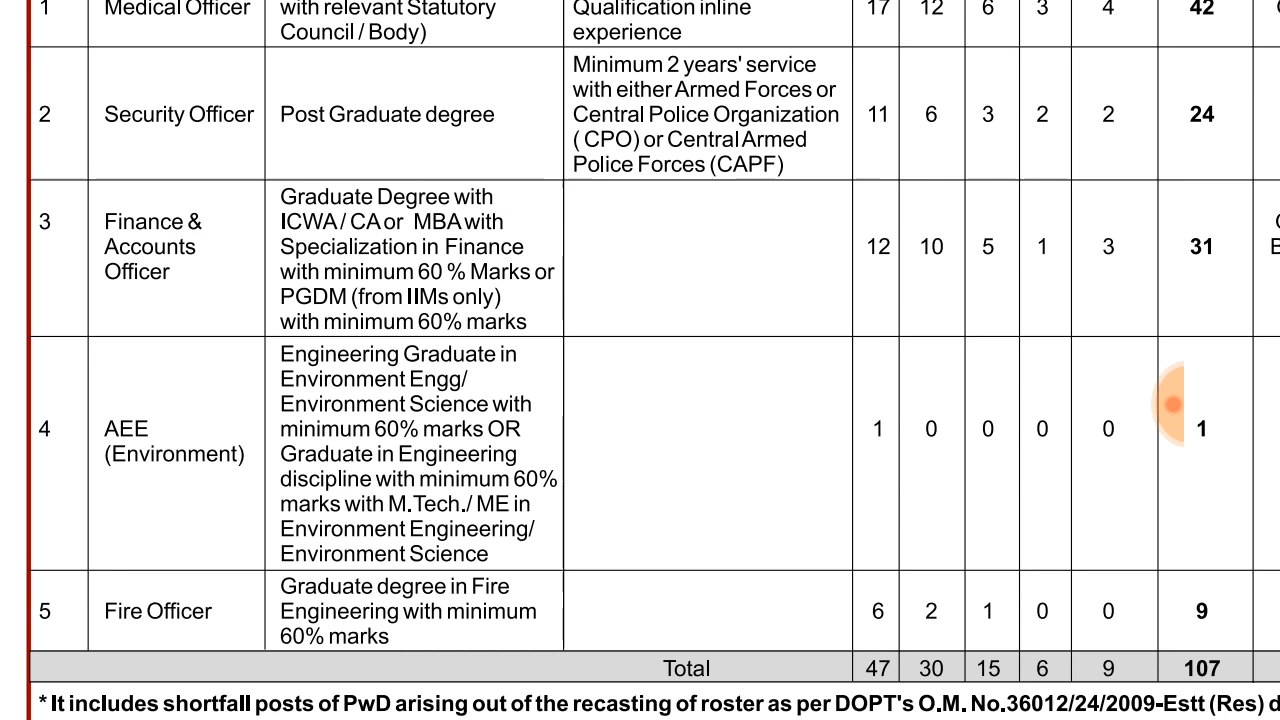 1 Medical Officer with relevant Statutory Qualification inline 17 12 6 3 4 42
Council / Body) experience
Minimum 2 years' service
with either Armed Forces or
2 Security Officer Post Graduate degree Central Police Organization 11 6 3 2 2 24
( CPO) or Central Armed
Police Forces (CAPF)
Graduate Degree with
3 Finance & ICWA / CA or MBA with
Accounts Specialization in Finance 12 10 5 1 3 31
Officer with minimum 60 % Marks or
PGDM (from IIMs only)
with minimum 60% marks
Engineering Graduate in
Environment Engg/
Environment Science with
4 AEE minimum 60% marks OR 1 0 0 0 0 1
(Environment) Graduate in Engineering
discipline with minimum 60%
marks with M.Tech./ ME in
Environment Engineering/
Environment Science
Graduate degree in Fire
5 Fire Officer Engineering with minimum 6 2 1 0 0 9
60% marks
Total 47 30 15 6 9 107
* It includes shortfall posts of PwD arising out of the recasting of roster as per DOPT's O.M. No.36012/24/2009-Estt (Res)